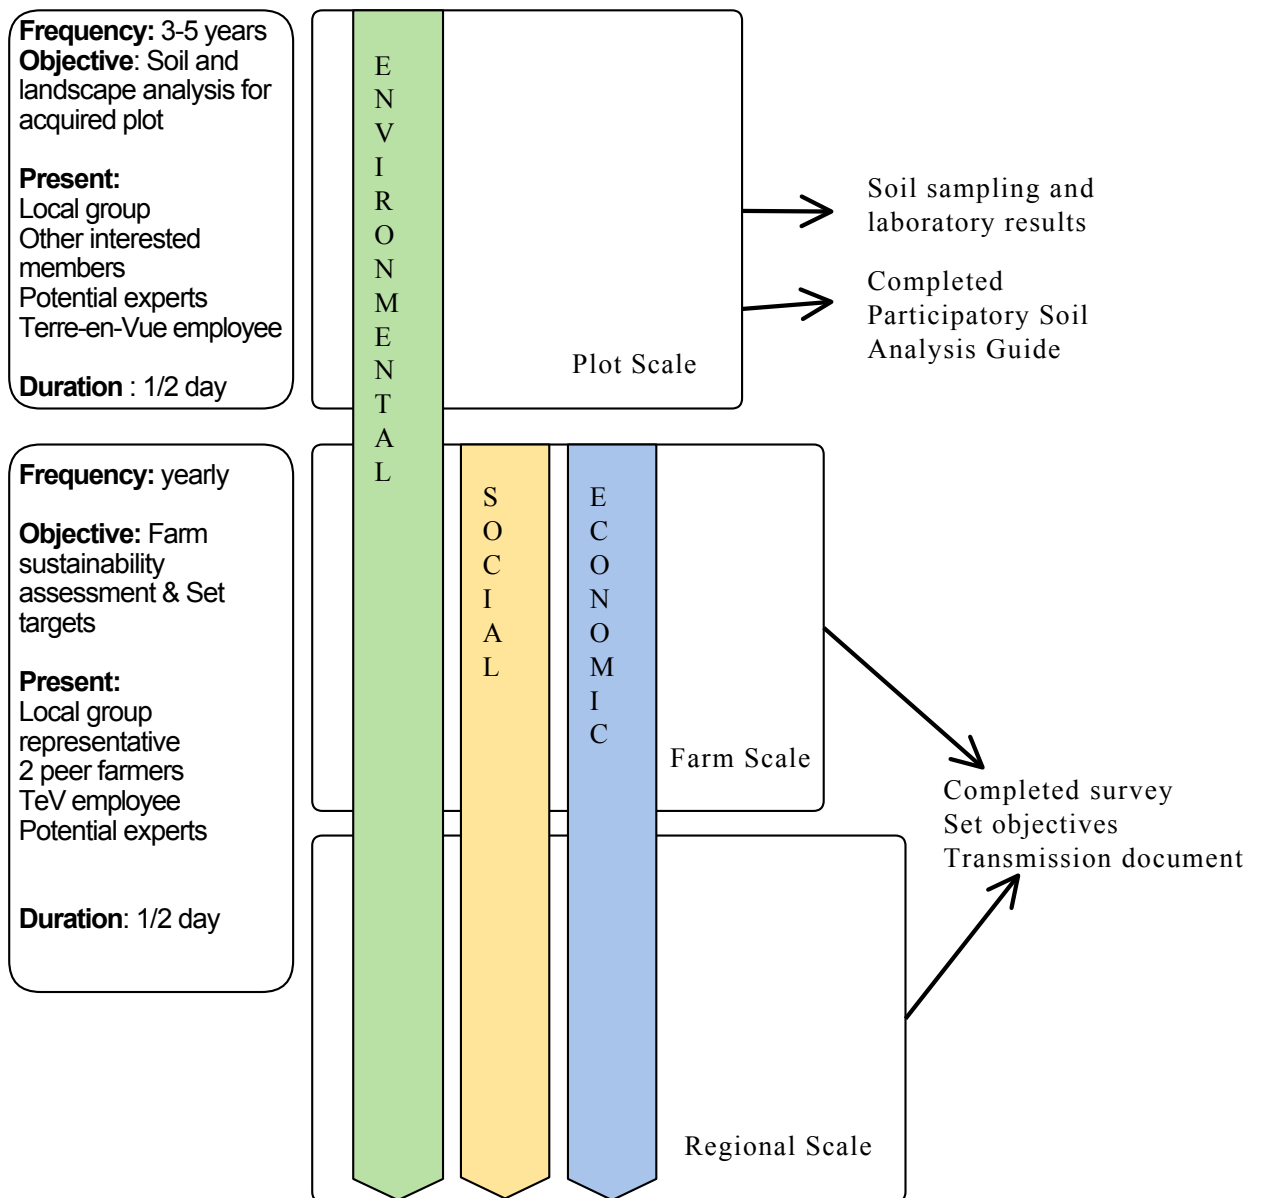 Frequency: 3-5 years
Objective: Soil and
landscape analysis for
acquired plot
Present:
Local group
Other interested
members
Potential experts
Terre-en-Vue employee
Duration : 1/2 day
ENVIRONMENTAL
Plot Scale
Soil sampling and
laboratory results
Completed
Participatory Soil
Analysis Guide
Frequency: yearly
Objective: Farm
sustainability
assessment & Set
targets
Present:
Local group
representative
2 peer farmers
TeV employee
Potential experts
Duration: 1/2 day
SOCIAL
ECONOMIC
Farm Scale
Completed survey
Set objectives
Transmission document
Regional Scale